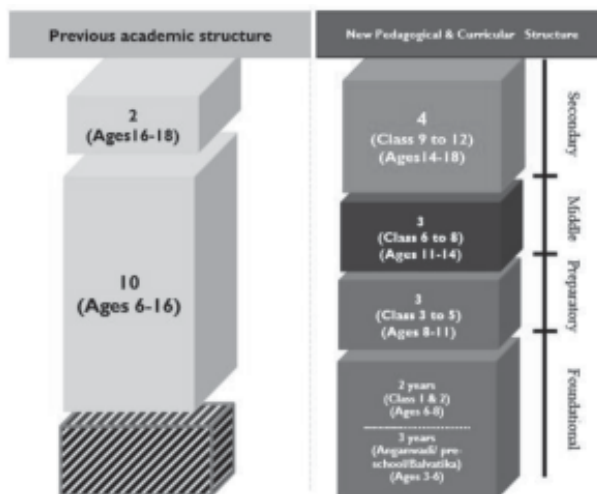 Previous academic structure
2
(Ages16-18)
10
(Ages 6-16)
New Pedagogical & Curricular Structure
4
(Class 9 to 12)
(Ages14-18)
3
(Class 6 to 8)
(Ages 11-14)
3
(Class 3 to 5)
(Ages 8-11)
2 years
(Class 1 & 2)
(Ages 6-8)
3 years
(Anganwadi/ pre-
school/Balvatika)
(Ages 3-6)
Secondary
Middle
Preparatory
Foundational